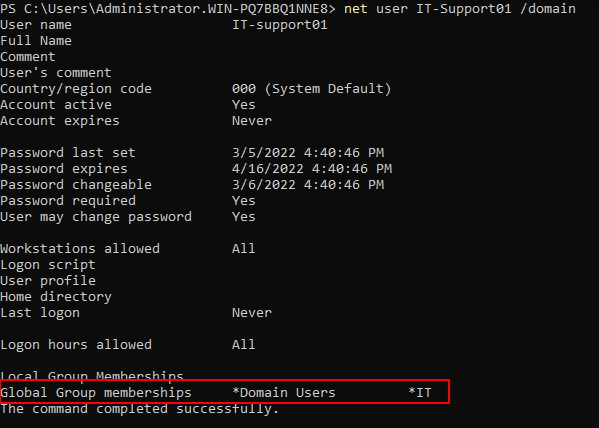 PS C:\Users\Administrator.WIN-PQ7BBQ1NNE8> net user IT-Support01 /domain
User name                    IT-support01
Full Name
Comment
User's comment
Country/region code          000 (System Default)
Account active               Yes
Account expires              Never

Password last set            3/5/2022 4:40:46 PM
Password expires             4/16/2022 4:40:46 PM
Password changeable          3/6/2022 4:40:46 PM
Password required            Yes
User may change password     Yes

Workstations allowed         All
Logon script
User profile
Home directory
Last logon                   Never

Logon hours allowed          All

Local Group Memberships
Global Group memberships     *Domain Users         *IT
The command completed successfully.